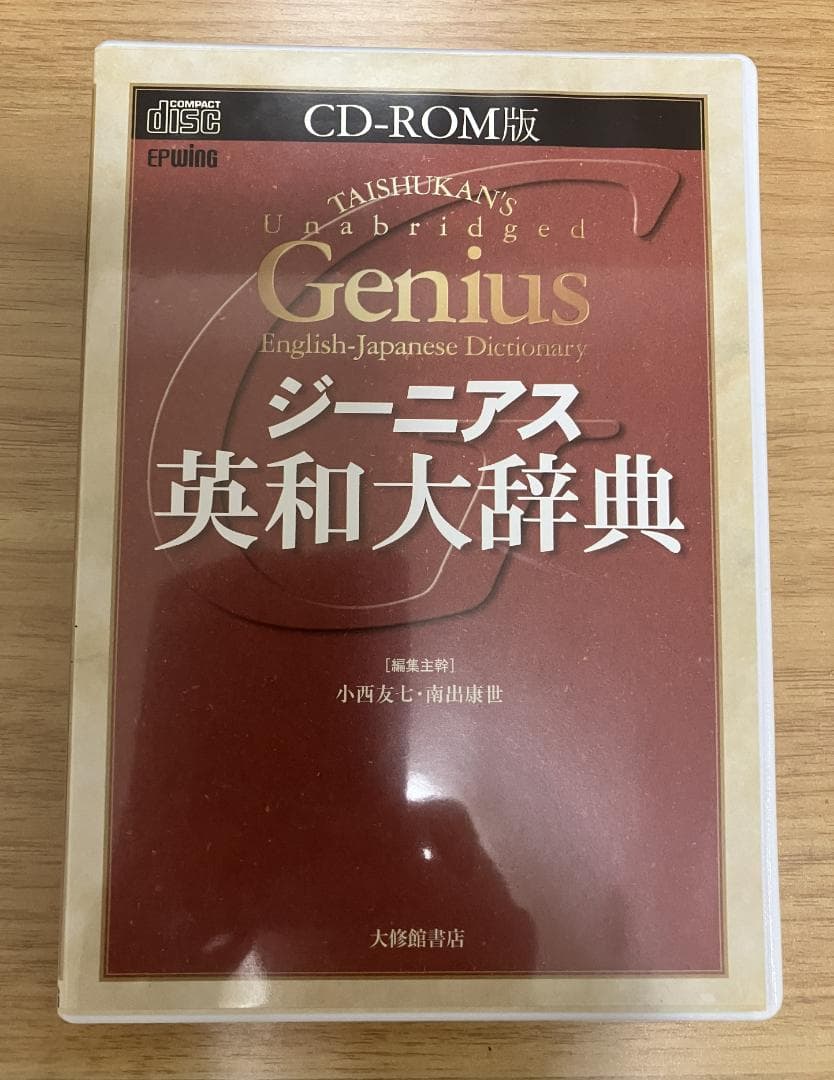 COMPACT
disc
CD-ROM版
EPWING
TAISHUKAN'S
Unabridged
Genius
English-Japanese Dictionary
ジーニアス
英和大辞典
[編集主幹]
小西友七・南出康世
大修館書店